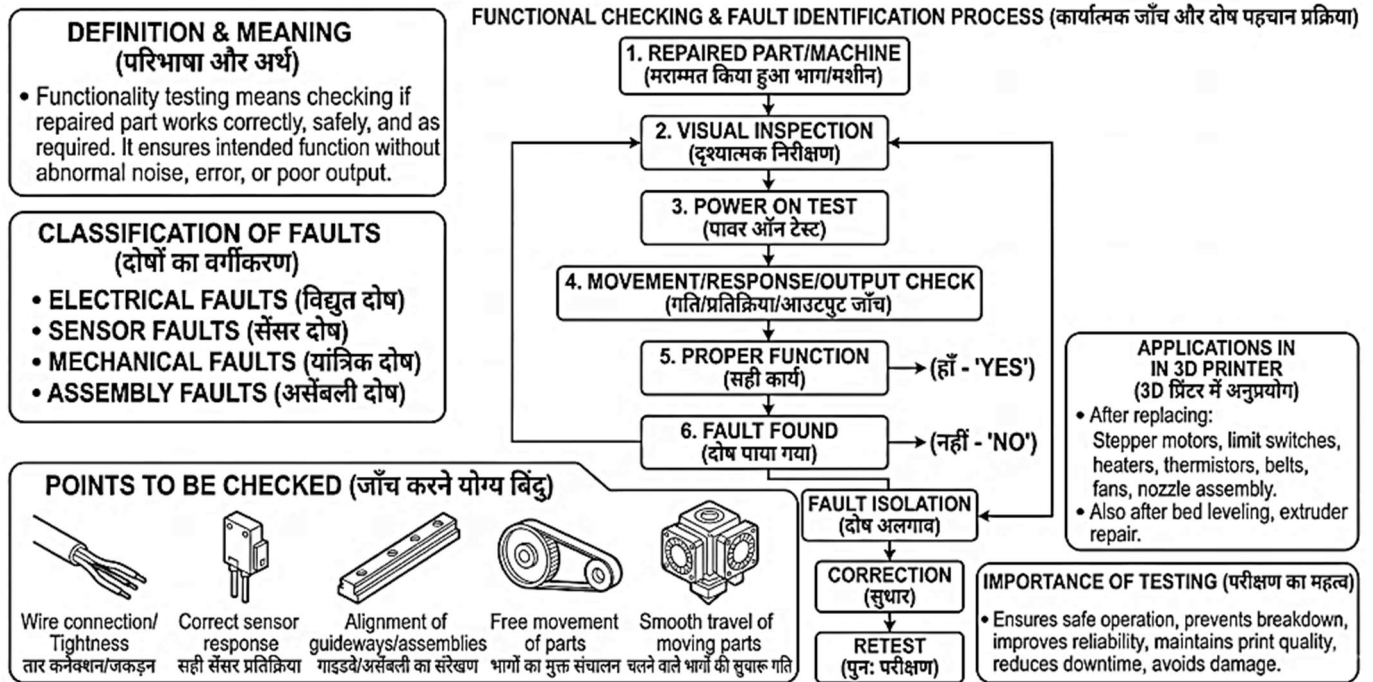 DEFINITION & MEANING
(परिभाषा और अर्थ)
• Functionality testing means checking if
repaired part works correctly, safely, and as
required. It ensures intended function without
abnormal noise, error, or poor output.
CLASSIFICATION OF FAULTS
(दोषों का वर्गीकरण)
• ELECTRICAL FAULTS (विद्युत दोष)
• SENSOR FAULTS (सेंसर दोष)
• MECHANICAL FAULTS (यांत्रिक दोष)
• ASSEMBLY FAULTS (असेंबली दोष)
FUNCTIONAL CHECKING & FAULT IDENTIFICATION PROCESS (कार्यात्मक जाँच और दोष पहचान प्रक्रिया)
1. REPAIRED PART/MACHINE
(मराम्मत किया हुआ भाग/मशीन)
2. VISUAL INSPECTION
(दृश्यात्मक निरीक्षण)
3. POWER ON TEST
(पावर ऑन टेस्ट)
4. MOVEMENT/RESPONSE/OUTPUT CHECK
(गति/प्रतिक्रिया/आउटपुट जाँच)
5. PROPER FUNCTION
(सही कार्य)
(हाँ - 'YES')
6. FAULT FOUND
(दोष पाया गया)
(नहीं - 'NO')
FAULT ISOLATION
(दोष अलगाव)
CORRECTION
(सुधार)
RETEST
(पुन: परीक्षण)
APPLICATIONS IN
IN 3D PRINTER
(3D प्रिंटर में अनुप्रयोग)
• After replacing:
Stepper motors, limit switches,
heaters, thermistors, belts,
fans, nozzle assembly.
• Also after bed leveling, extruder
repair.
IMPORTANCE OF TESTING (परीक्षण का महत्व)
• Ensures safe operation, prevents breakdown,
improves reliability, maintains print quality,
reduces downtime, avoids damage.
POINTS TO BE CHECKED (जाँच करने योग्य बिंदु)
Wire connection/
Tightness
तार कनेक्शन/जकड़न
Correct sensor
response
सही सेंसर प्रतिक्रिया
Alignment of
guideways/assemblies
गाइडवे/असेंबली का संरेखण
Free movement
of parts
भागों का मुक्त संचालन
Smooth travel of
moving parts
चलने वाले भागों की सुचारू गति